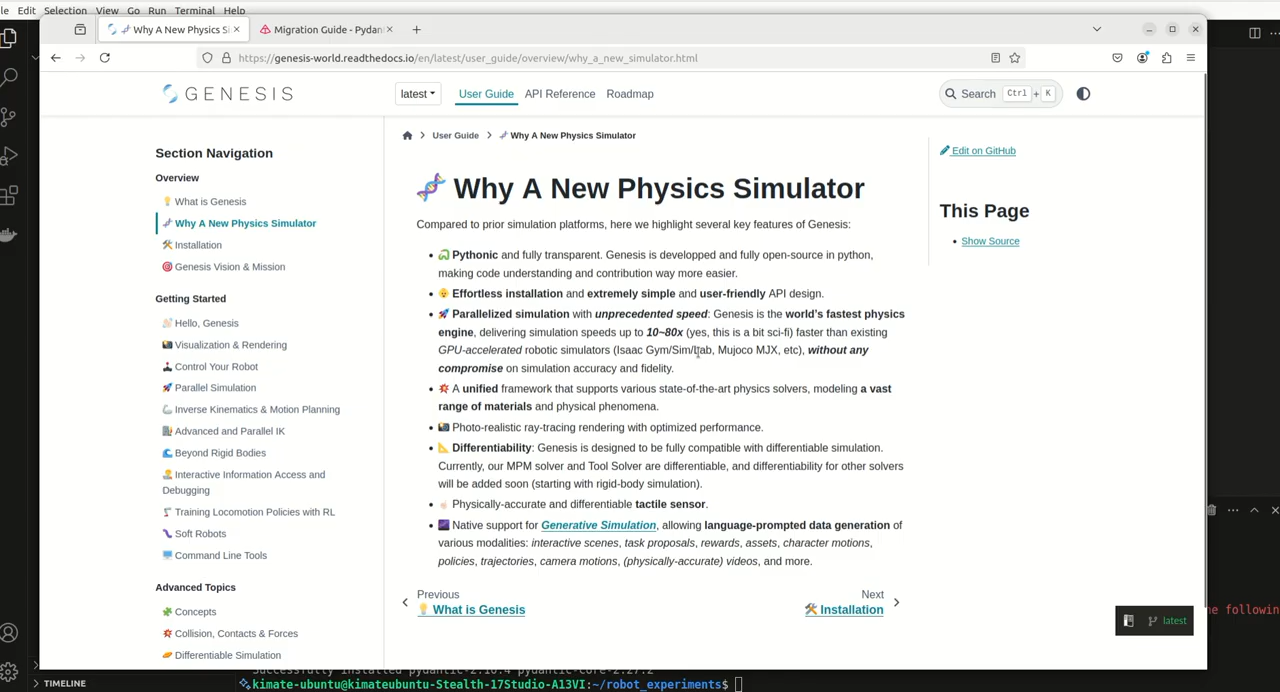 le Edit Selection View Go Run Terminal Help
Why A New Physics Si
Migration Guide - Pydan
https://genesis-world.readthedocs.io/en/latest/user_guide/overview/why_a_new_simulator.html
GENESIS
latest
User Guide
API Reference
Roadmap
Search Ctrl + K
Section Navigation
Overview
What is Genesis
Why A New Physics Simulator
Installation
Genesis Vision & Mission
Getting Started
Hello, Genesis
Visualization & Rendering
Control Your Robot
Parallel Simulation
Inverse Kinematics & Motion Planning
Advanced and Parallel IK
Beyond Rigid Bodies
Interactive Information Access and
Debugging
Training Locomotion Policies with RL
Soft Robots
Command Line Tools
Advanced Topics
Concepts
Collision, Contacts & Forces
Differentiable Simulation
User Guide
Why A New Physics Simulator
Why A New Physics Simulator
Compared to prior simulation platforms, here we highlight several key features of Genesis:
Pythonic and fully transparent. Genesis is developped and fully open-source in python,
making code understanding and contribution way more easier.
Effortless installation and extremely simple and user-friendly API design.
Parallelized simulation with unprecedented speed: Genesis is the world's fastest physics
engine, delivering simulation speeds up to 10~80x (yes, this is a bit sci-fi) faster than existing
GPU-accelerated robotic simulators (Isaac Gym/Sim/Lab, Mujoco MJX, etc), without any
compromise on simulation accuracy and fidelity.
A unified framework that supports various state-of-the-art physics solvers, modeling a vast
range of materials and physical phenomena.
Photo-realistic ray-tracing rendering with optimized performance.
Differentiability: Genesis is designed to be fully compatible with differentiable simulation.
Currently, our MPM solver and Tool Solver are differentiable, and differentiability for other solvers
will be added soon (starting with rigid-body simulation).
Physically-accurate and differentiable tactile sensor.
Native support for Generative Simulation, allowing language-prompted data generation of
various modalities: interactive scenes, task proposals, rewards, assets, character motions,
policies, trajectories, camera motions, (physically-accurate) videos, and more.
Previous
What is Genesis
Next
Installation
Edit on GitHub
This Page
Show Source
latest
he followin
Successfully installed pydantic-2.10.4 pydantic-core-2.27.2
TIMELINE
kimate-ubuntu@kimateubuntu-Stealth-17Studio-A13VI:~/robot_experiments$